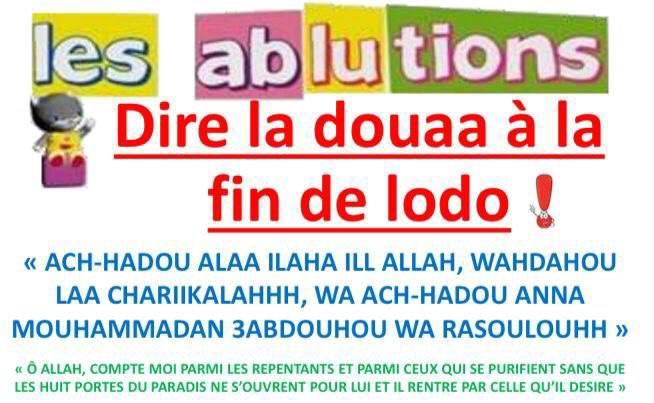 les ablutions
Dire la douaa à la
fin de lodo !
« ACH-HADOU ALAA ILAHA ILL ALLAH, WAHDAHOU
LAA CHARIIKALAHHH, WA ACH-HADOU ANNA
MOUHAMMADAN 3ABDOUHOU WA RASOULOUHH »
« Ô ALLAH, COMPTE MOI PARMI LES REPENTANTS ET PARMI CEUX QUI SE PURIFIENT SANS QUE
LES HUIT PORTES DU PARADIS NE S’OUVRENT POUR LUI ET IL RENTRE PAR CELLE QU’IL DESIRE »